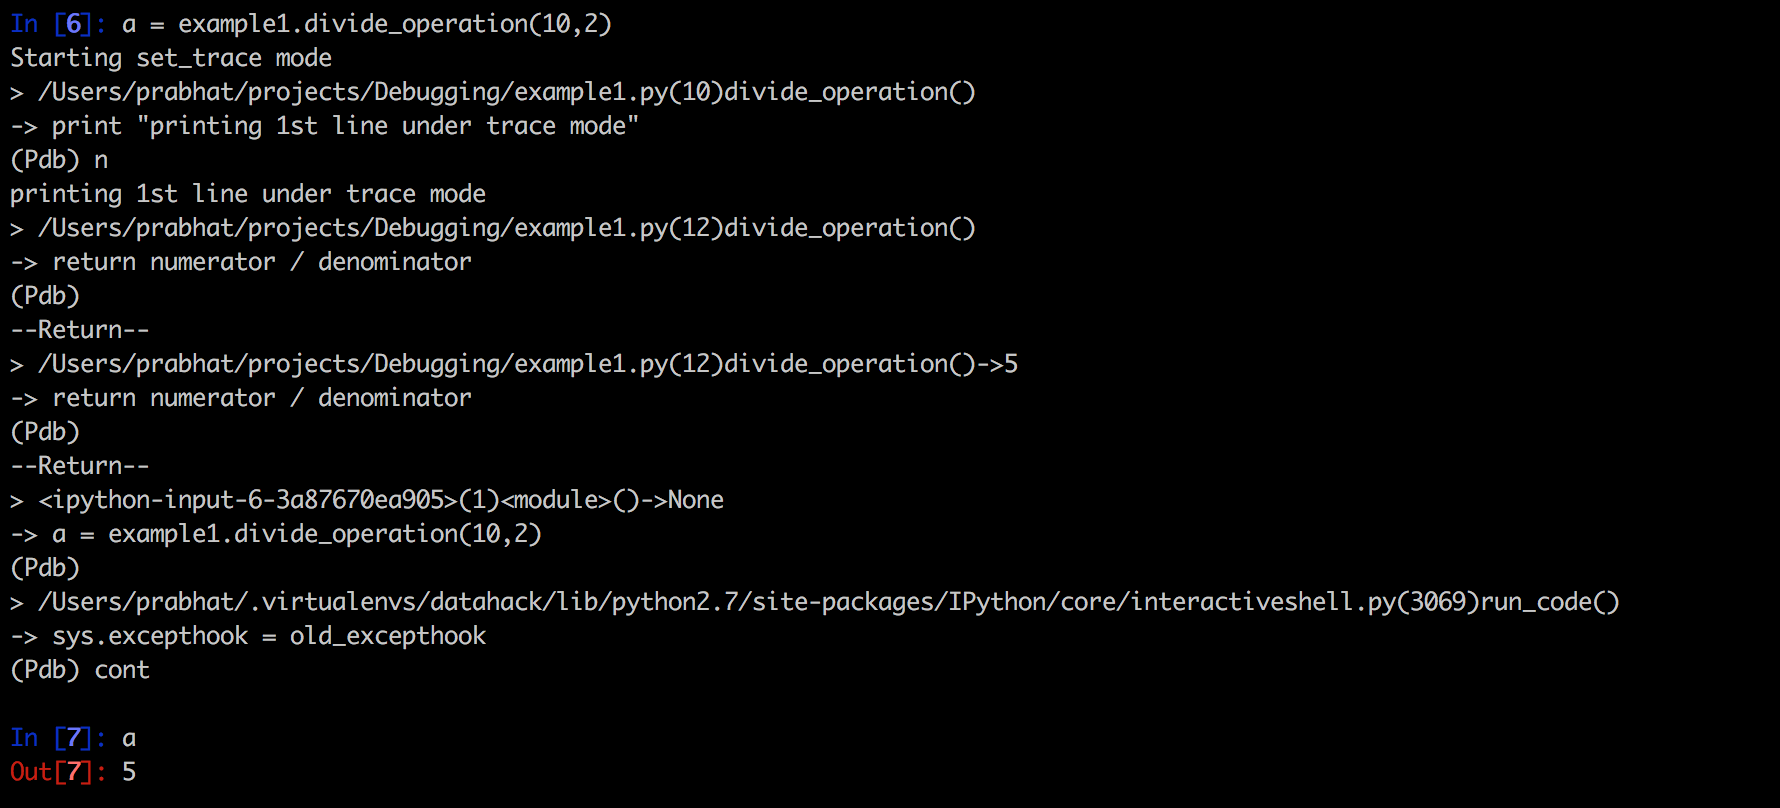 In [6]: a = example1.divide_operation(10,2)
Starting set_trace mode
> /Users/prabhat/projects/Debugging/example1.py(10)divide_operation()
-> print "printing 1st line under trace mode"
(Pdb) n
printing 1st line under trace mode
> /Users/prabhat/projects/Debugging/example1.py(12)divide_operation()
-> return numerator / denominator
(Pdb)
--Return--
> /Users/prabhat/projects/Debugging/example1.py(12)divide_operation()->5
-> return numerator / denominator
(Pdb)
--Return--
> <ipython-input-6-3a87670ea905>(1)<module>()->None
-> a = example1.divide_operation(10,2)
(Pdb)
> /Users/prabhat/.virtualenvs/datahack/lib/python2.7/site-packages/IPython/core/interactiveshell.py(3069)run_code()
-> sys.excepthook = old_excepthook
(Pdb) cont
In [7]: a
Out[7]: 5